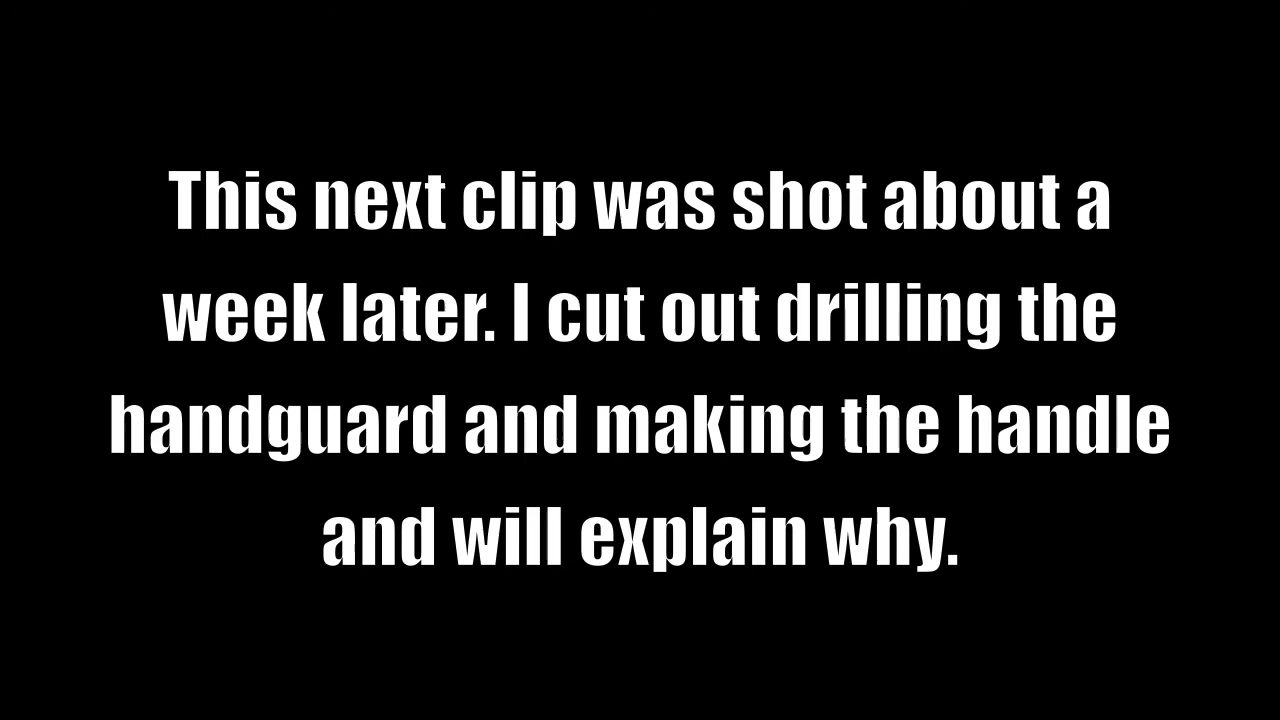 This next clip was shot about a
week later. I cut out drilling the
handguard and making the handle
and will explain why.